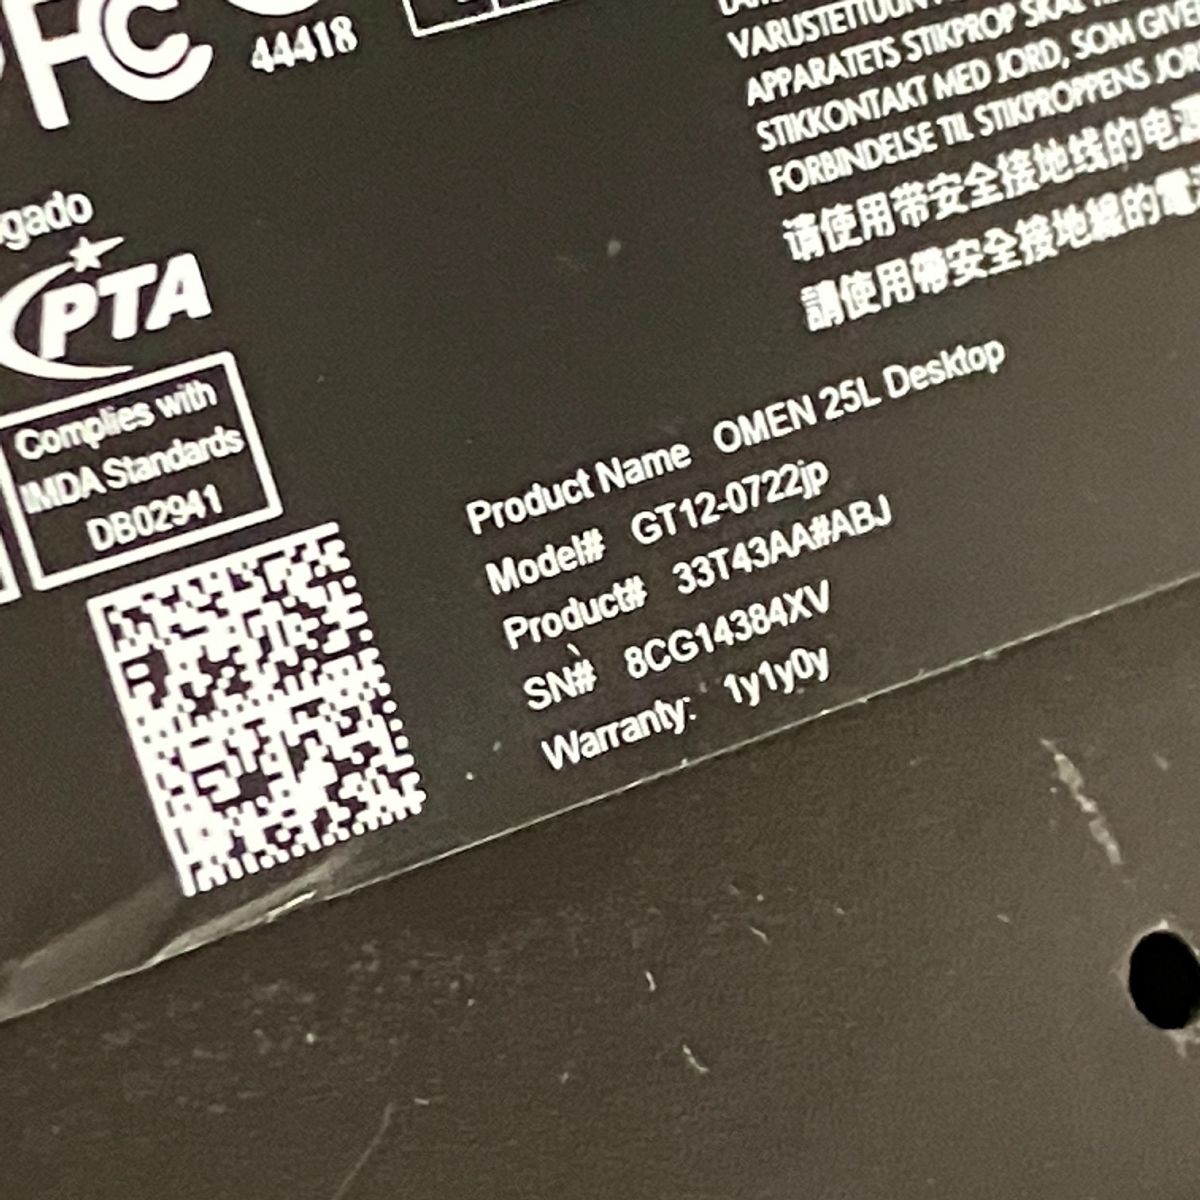 FC
44418
VARUSTETTUUN
APPARATETS STIKPROP SKAL
STIKKONTAKT MED JORD, SOM GIVE
FORBINDELSE TIL STIKPROPPENS JOR
请使用带安全接地线的电源
請使用帶安全接地線的電
gado
PTA
Complies with
IMDA Standards
DB02941
Product Name OMEN 25L Desktop
Model# GT12-0722jp
Product# 33T43AA#ABJ
SN# 8CG14384XV
Warranty: 1y1y0y